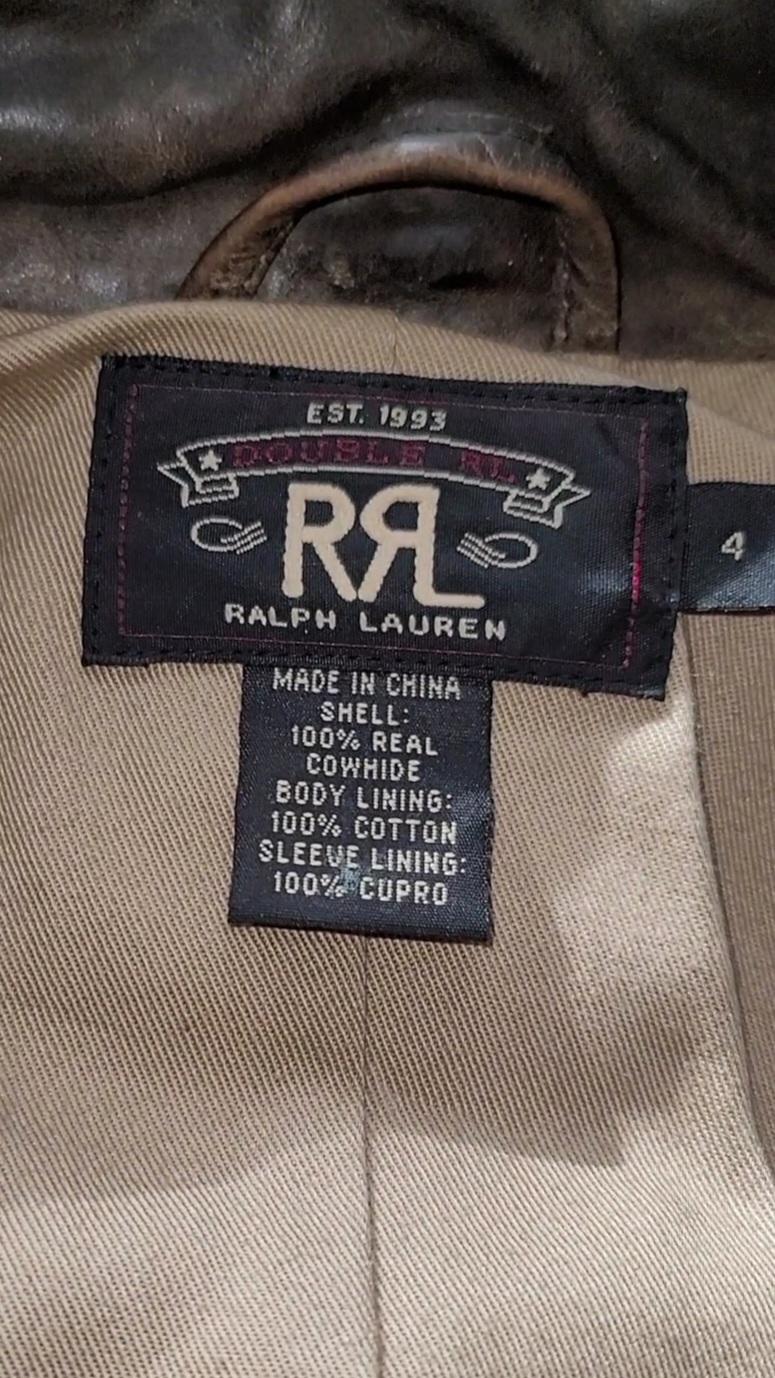 EST. 1993
DOUBLE RL
RRL
RALPH LAUREN
4
MADE IN CHINA
SHELL:
100% REAL
COWHIDE
BODY LINING:
100% COTTON
SLEEVE LINING:
100% CUPRO